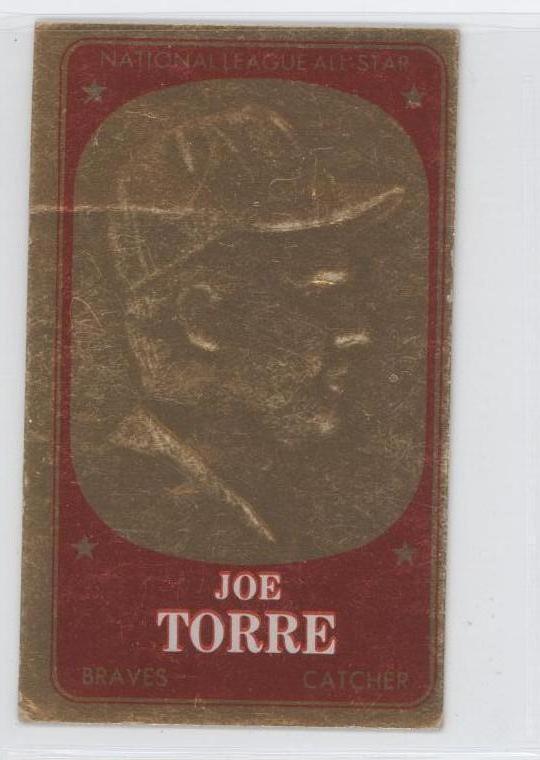 NATIONAL LEAGUE ALL-STAR
JOE
TORRE
BRAVES CATCHER